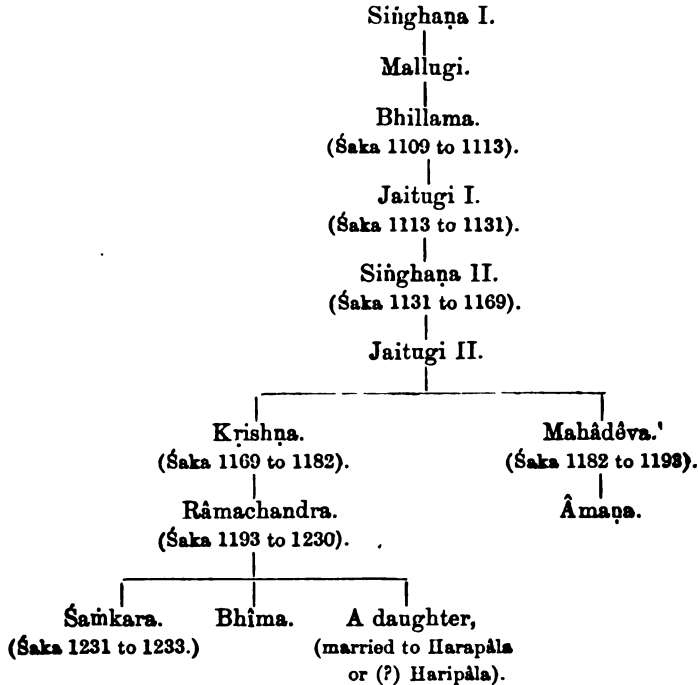 Siṅghaṇa I.
Mallugi.
Bhillama.
(Śaka 1109 to 1113).
Jaitugi I.
(Śaka 1113 to 1131).
Siṅghaṇa II.
(Śaka 1131 to 1169).
Jaitugi II.
Kṛishṇa. Mahâdêva.'
(Śaka 1169 to 1182). (Śaka 1182 to 1193).
Râmachandra. Âmaṇa.
(Śaka 1193 to 1230).
Śaṁkara. Bhîma. A daughter,
(Śaka 1231 to 1233.) (married to Harapâla
or (?) Haripâla).